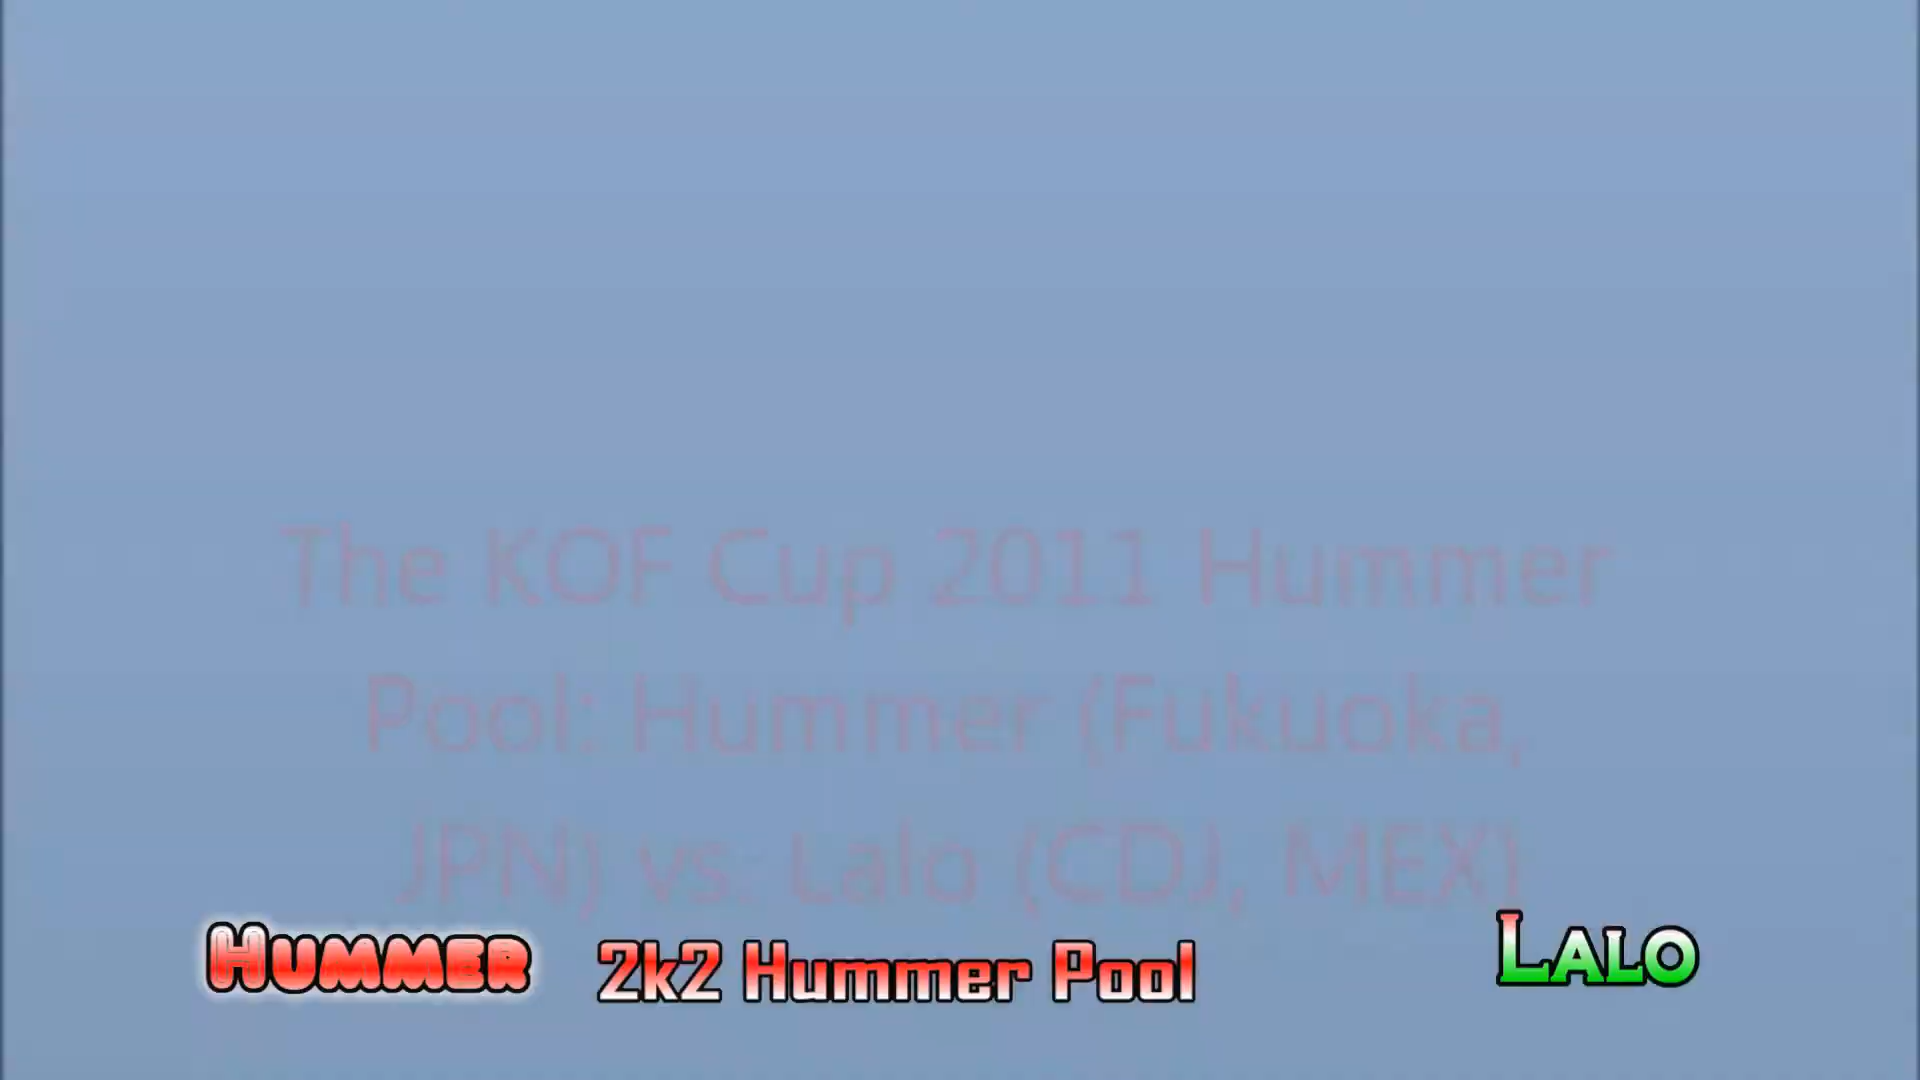 The KOF Cup 2011 Hummer
Pool: Hummer (Fukuoka,
JPN) vs. Lalo (CDJ, MEX)
Hummer 2k2 Hummer Pool Lalo